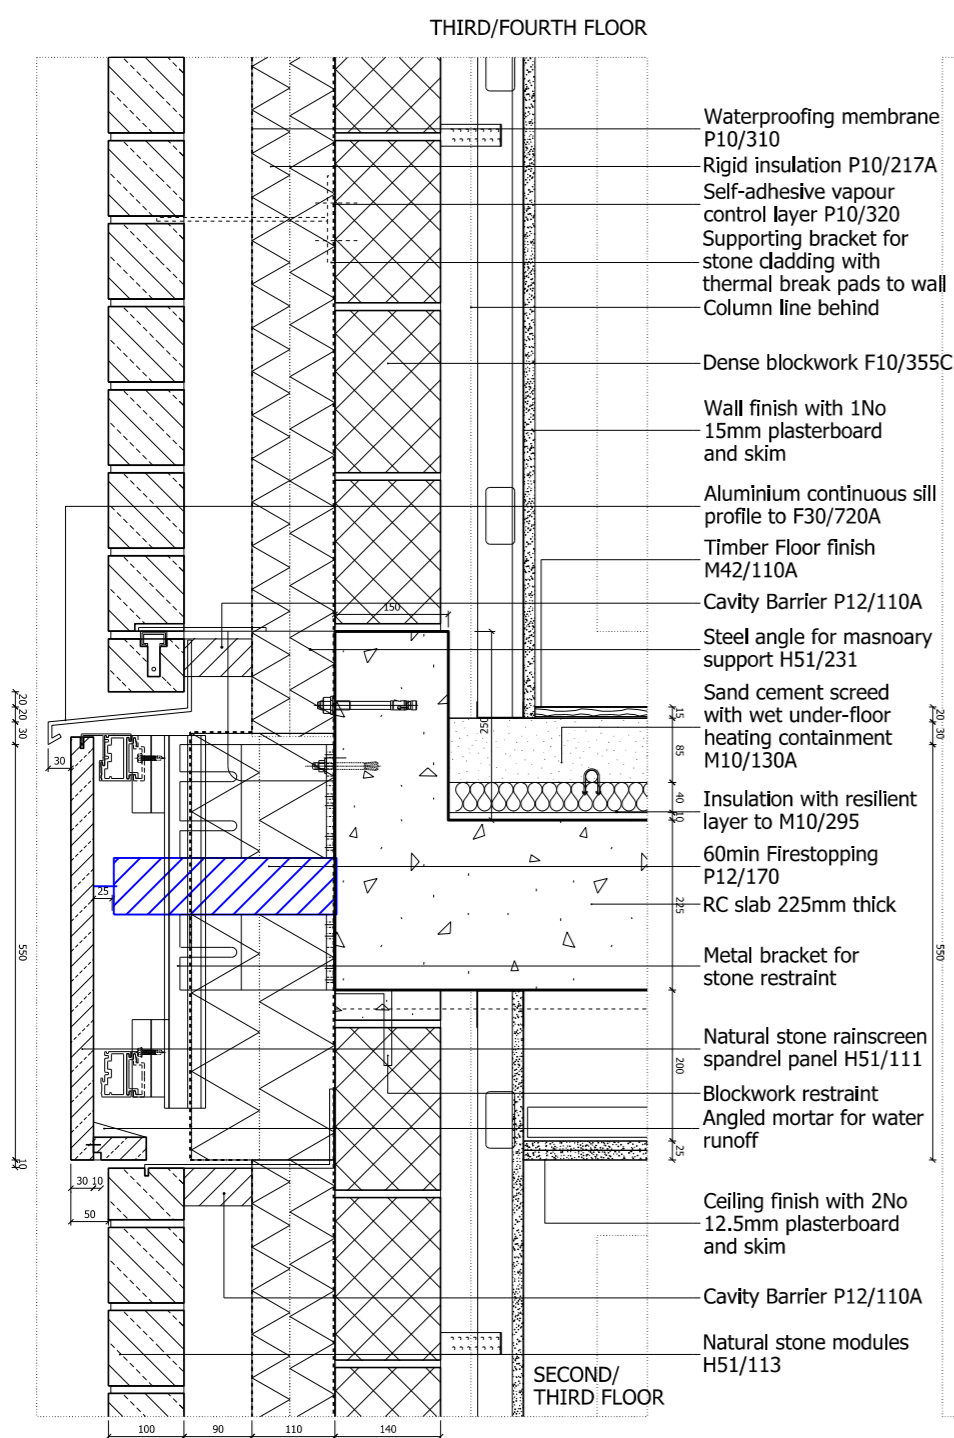 THIRD/FOURTH FLOOR
Waterproofing membrane
P10/310
Rigid insulation P10/217A
Self-adhesive vapour
control layer P10/320
Supporting bracket for
stone cladding with
thermal break pads to wall
Column line behind
Dense blockwork F10/355C
Wall finish with 1No
15mm plasterboard
and skim
Aluminium continuous sill
profile to F30/720A
Timber Floor finish
M42/110A
Cavity Barrier P12/110A
150
Steel angle for masnoary
support H51/231
Sand cement screed
with wet under-floor
heating containment
M10/130A
20
20
30
250
15
85
40
10
20
30
30
Insulation with resilient
layer to M10/295
60min Firestopping
P12/170
25
225
RC slab 225mm thick
550
550
Metal bracket for
stone restraint
Natural stone rainscreen
spandrel panel H51/111
200
Blockwork restraint
Angled mortar for water
runoff
25
10
30 10
50
Ceiling finish with 2No
12.5mm plasterboard
and skim
Cavity Barrier P12/110A
Natural stone modules
H51/113
SECOND/
THIRD FLOOR
100
90
110
140